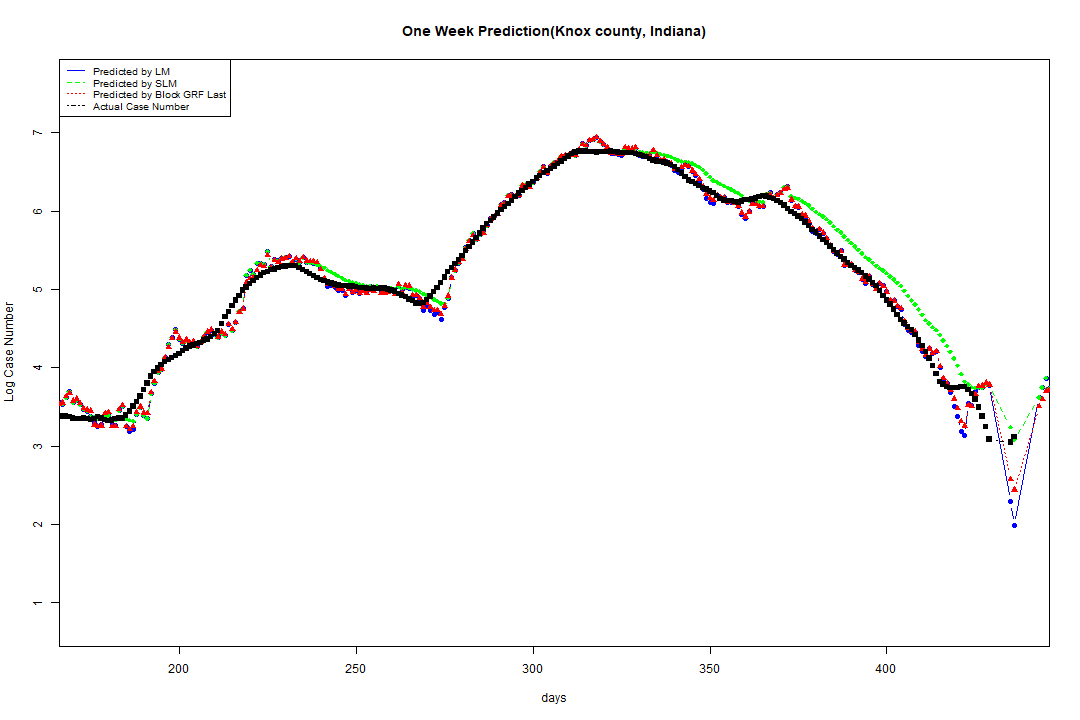 One Week Prediction(Knox county, Indiana)
Predicted by LM
Predicted by SLM
Predicted by Block GRF Last
Actual Case Number
7
6
5
4
3
2
1
Log Case Number
200 250 300 350 400
days